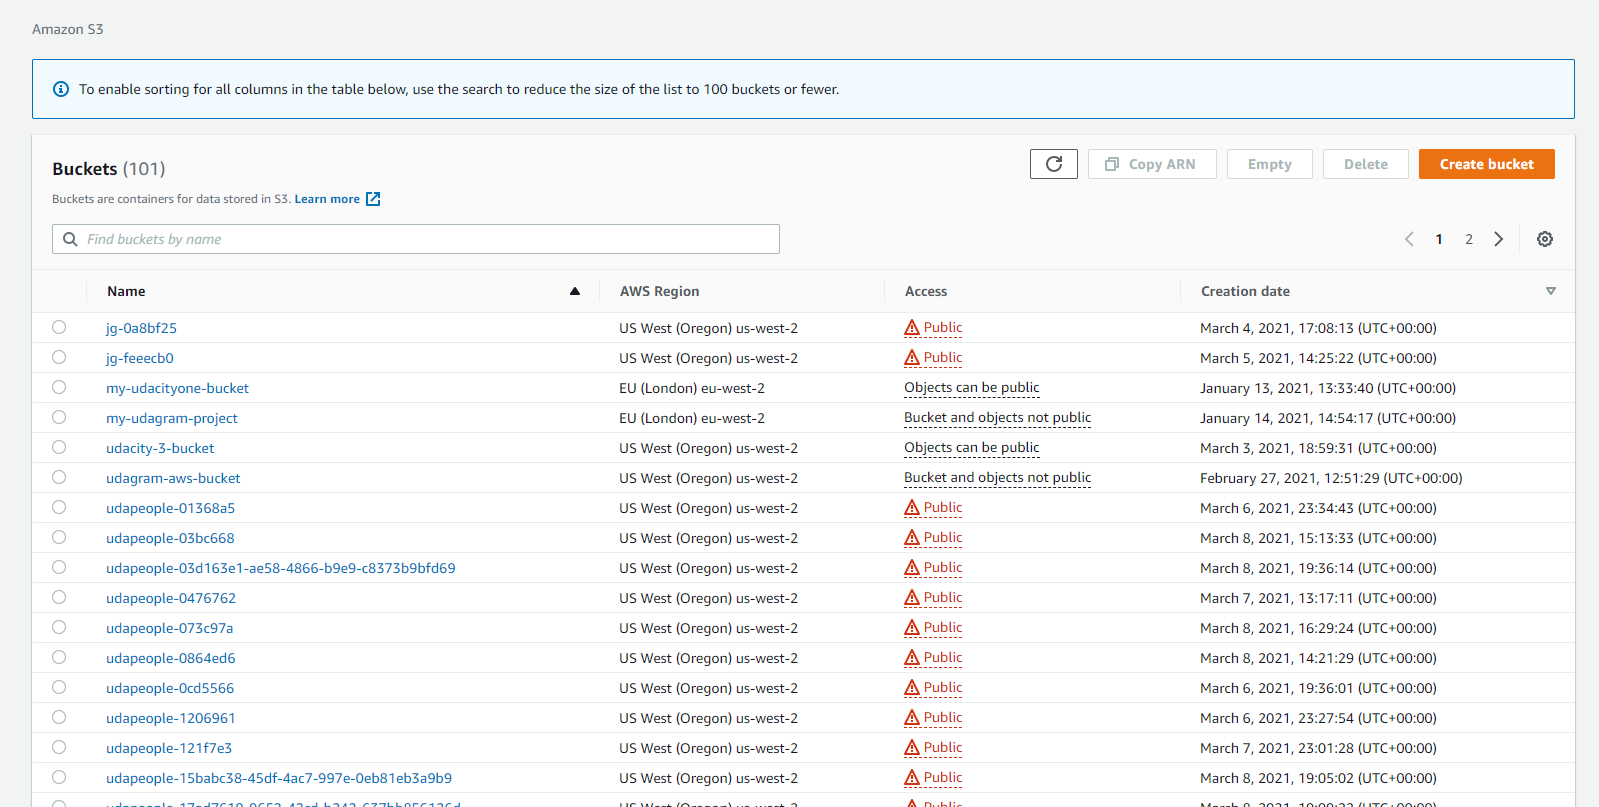 Amazon S3
To enable sorting for all columns in the table below, use the search to reduce the size of the list to 100 buckets or fewer.
Buckets (101) Copy ARN Empty Delete Create bucket
Buckets are containers for data stored in S3. Learn more
Find buckets by name 1 2
Name AWS Region Access Creation date
jg-0a8bf25 US West (Oregon) us-west-2 Public March 4, 2021, 17:08:13 (UTC+00:00)
jg-feeecb0 US West (Oregon) us-west-2 Public March 5, 2021, 14:25:22 (UTC+00:00)
my-udacityone-bucket EU (London) eu-west-2 Objects can be public January 13, 2021, 13:33:40 (UTC+00:00)
my-udagram-project EU (London) eu-west-2 Bucket and objects not public January 14, 2021, 14:54:17 (UTC+00:00)
udacity-3-bucket US West (Oregon) us-west-2 Objects can be public March 3, 2021, 18:59:31 (UTC+00:00)
udagram-aws-bucket US West (Oregon) us-west-2 Bucket and objects not public February 27, 2021, 12:51:29 (UTC+00:00)
udapeople-01368a5 US West (Oregon) us-west-2 Public March 6, 2021, 23:34:43 (UTC+00:00)
udapeople-03bc668 US West (Oregon) us-west-2 Public March 8, 2021, 15:13:33 (UTC+00:00)
udapeople-03d163e1-ae58-4866-b9e9-c8373b9bfd69 US West (Oregon) us-west-2 Public March 8, 2021, 19:36:14 (UTC+00:00)
udapeople-0476762 US West (Oregon) us-west-2 Public March 7, 2021, 13:17:11 (UTC+00:00)
udapeople-073c97a US West (Oregon) us-west-2 Public March 8, 2021, 16:29:24 (UTC+00:00)
udapeople-0864ed6 US West (Oregon) us-west-2 Public March 8, 2021, 14:21:29 (UTC+00:00)
udapeople-0cd5566 US West (Oregon) us-west-2 Public March 6, 2021, 19:36:01 (UTC+00:00)
udapeople-1206961 US West (Oregon) us-west-2 Public March 6, 2021, 23:27:54 (UTC+00:00)
udapeople-121f7e3 US West (Oregon) us-west-2 Public March 7, 2021, 23:01:28 (UTC+00:00)
udapeople-15babc38-45df-4ac7-997e-0eb81eb3a9b9 US West (Oregon) us-west-2 Public March 8, 2021, 19:05:02 (UTC+00:00)